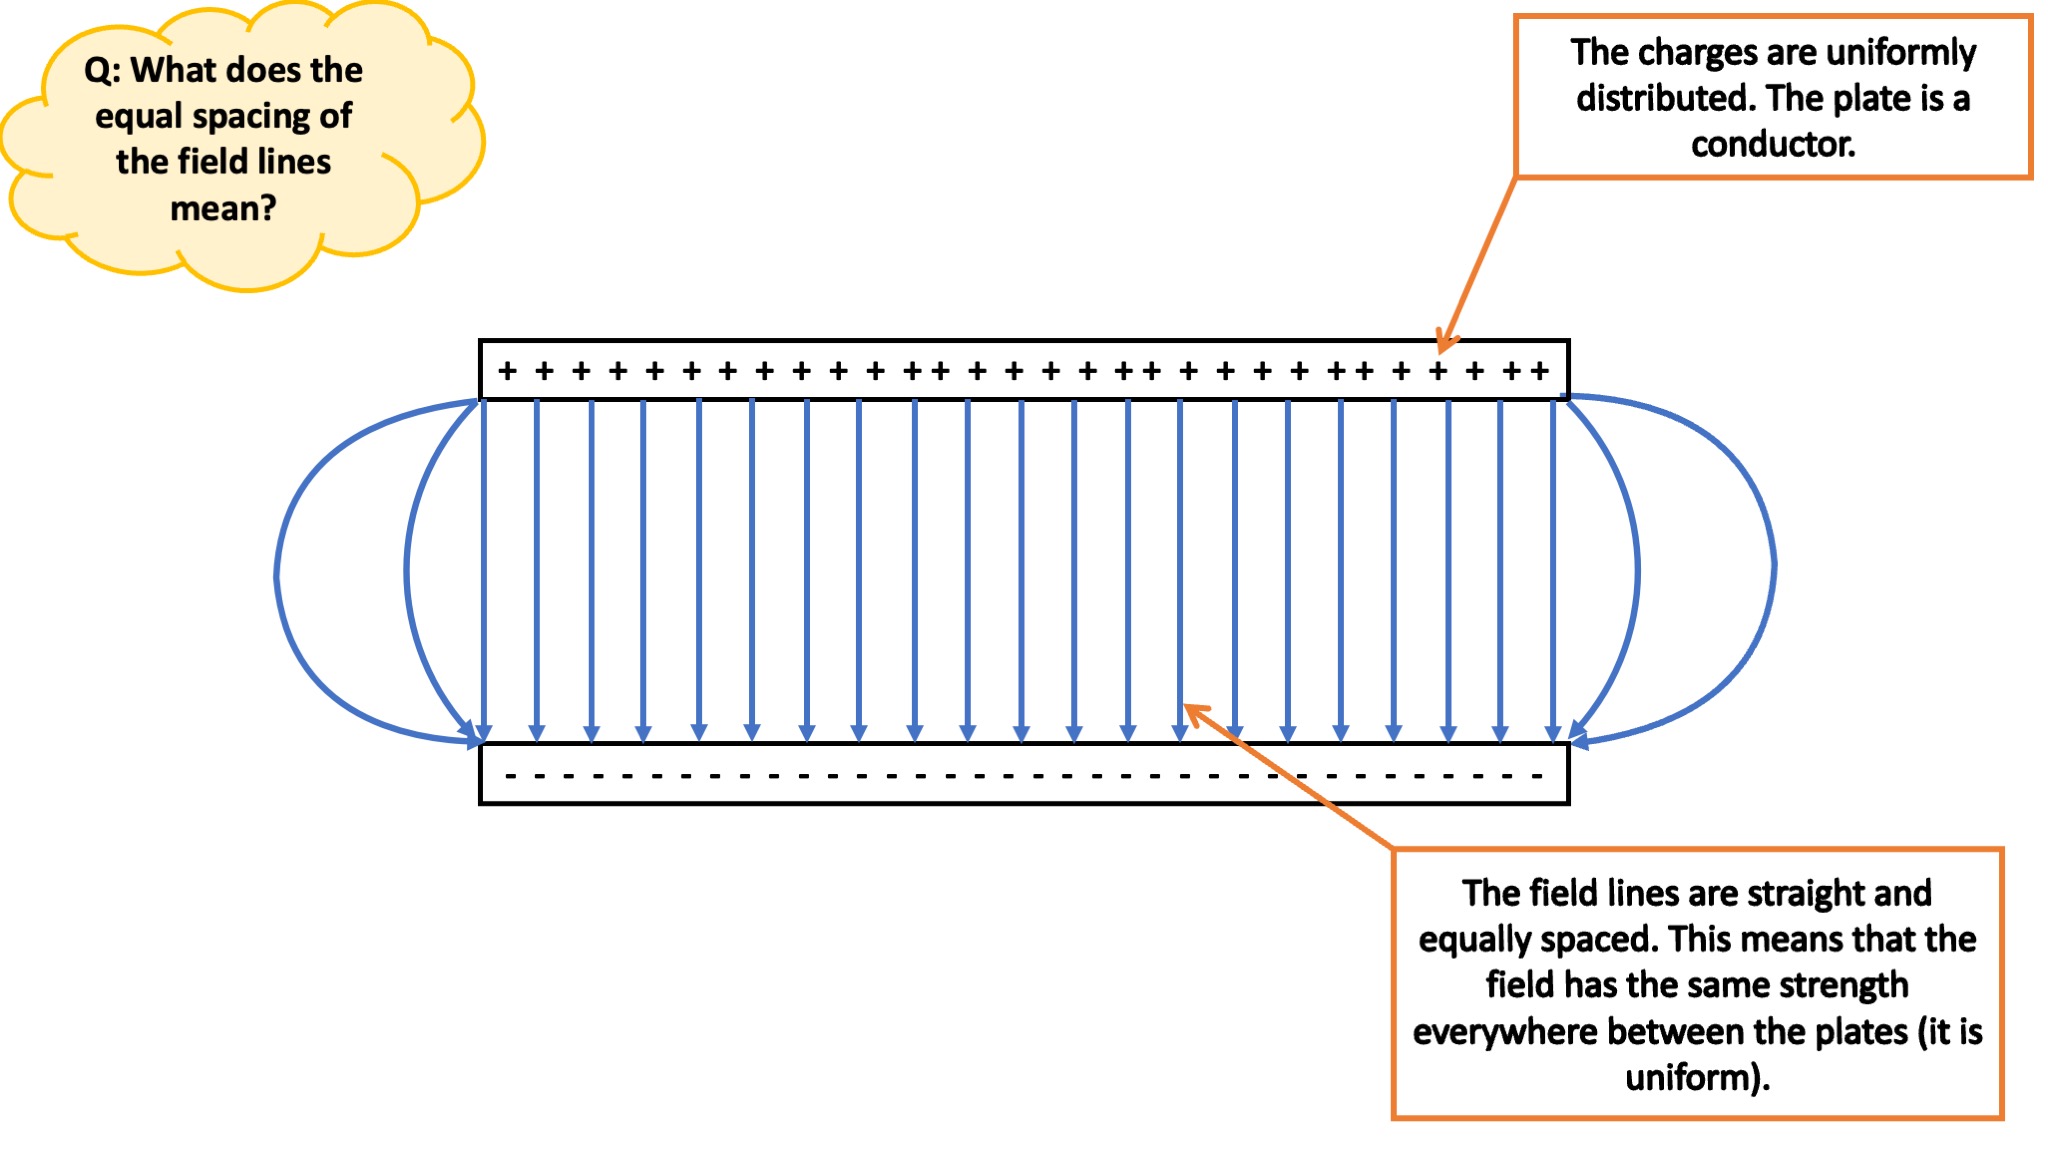 Q: What does the
equal spacing of
the field lines
mean?
The charges are uniformly
distributed. The plate is a
conductor.
+ + + + + + + + + + + ++ + + + + ++ + + + + ++ + + + ++
- - - - - - - - - - - - - - - - - - - - - - - - - - - - - - - - - - - -
The field lines are straight and
equally spaced. This means that the
field has the same strength
everywhere between the plates (it is
uniform).